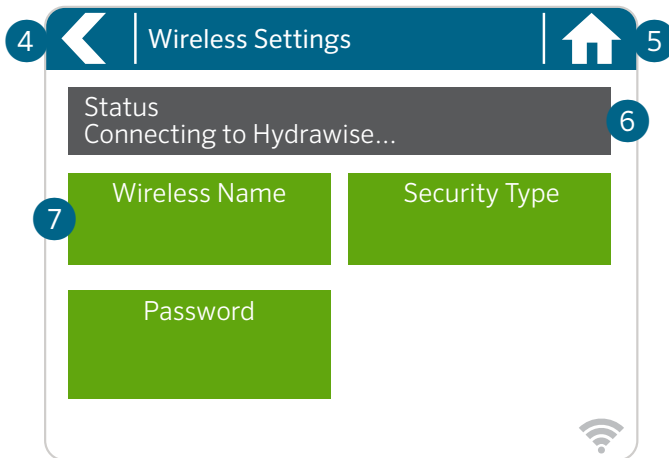 4
Wireless Settings
5
Status
Connecting to Hydrawise...
6
Wireless Name
Security Type
7
Password